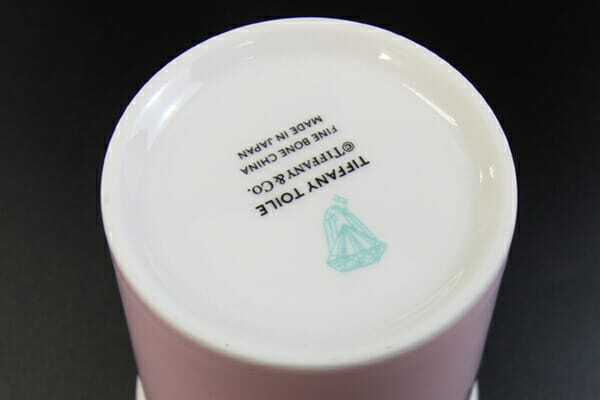 TIFFANY TOILE
©TIFFANY&CO.
FINE BONE CHINA
MADE IN JAPAN